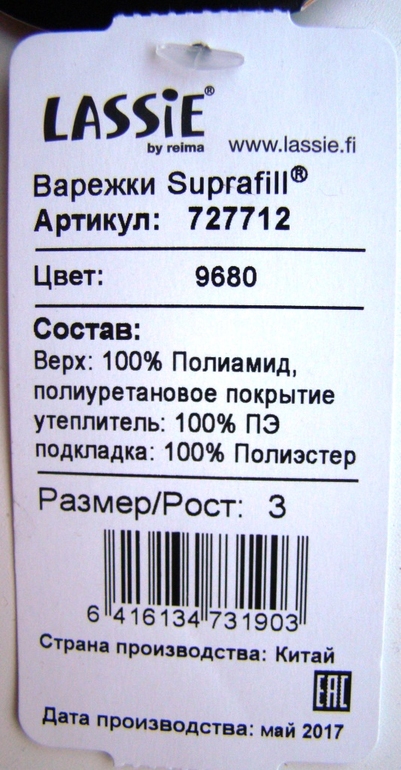 LASSiE®
by reima www.lassie.fi
Варежки Suprafill®
Артикул: 727712
Цвет: 9680
Состав:
Верх: 100% Полиамид,
полиуретановое покрытие
утеплитель: 100% ПЭ
подкладка: 100% Полиэстер
Размер/Рост: 3
6 416134 731903
Страна производства: Китай
EAC
Дата производства: май 2017